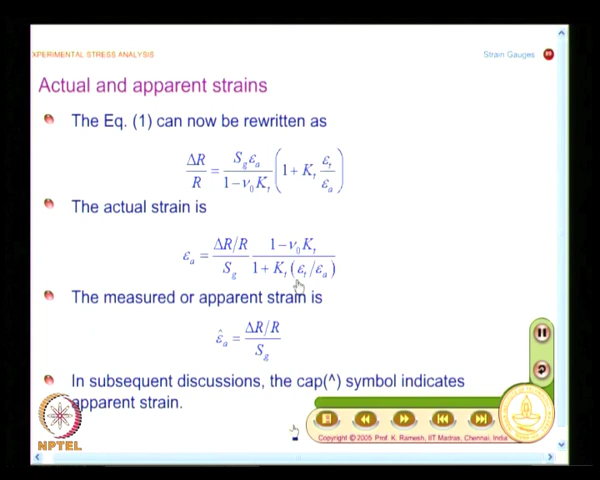 XPERIMENTAL STRESS ANALYSIS
Strain Gauges
Actual and apparent strains
The Eq. (1) can now be rewritten as
ΔR/R = S_g ε_a / (1 − ν_0 K_t) (1 + K_t ε_t/ε_a)
The actual strain is
ε_a = (ΔR/R)/S_g (1 − ν_0 K_t)/(1 + K_t (ε_t/ε_a))
The measured or apparent strain is
ε̂_a = (ΔR/R)/S_g
In subsequent discussions, the cap(^) symbol indicates
apparent strain.
NPTEL
Copyright © 2005 Prof. K. Ramesh, IIT Madras, Chennai, India